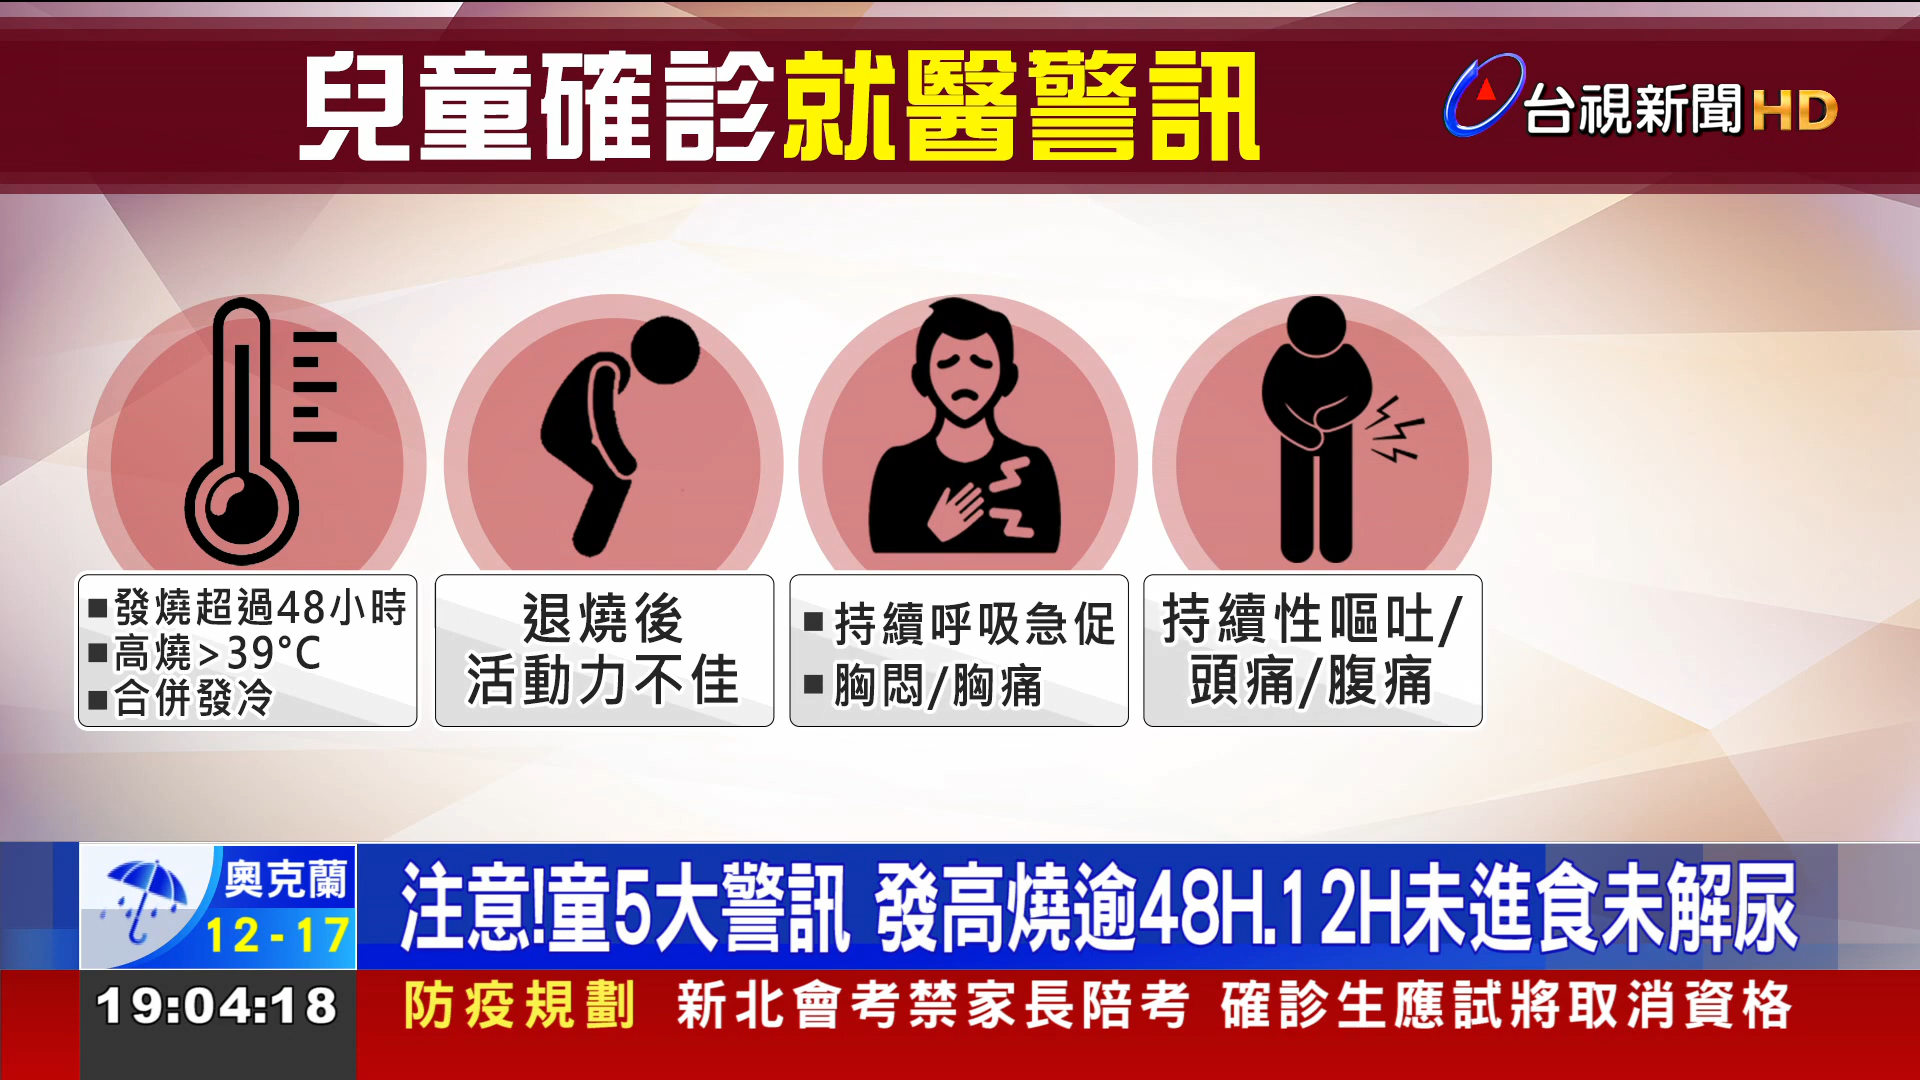 兒童確診就醫警訊
台視新聞HD
■發燒超過48小時
■高燒>39°C
■合併發冷
退燒後
活動力不佳
■持續呼吸急促
■胸悶/胸痛
持續性嘔吐/
頭痛/腹痛
奧克蘭
12-17
注意!童5大警訊 發高燒逾48H.12H未進食未解尿
19:04:18
防疫規劃 新北會考禁家長陪考 確診生應試將取消資格